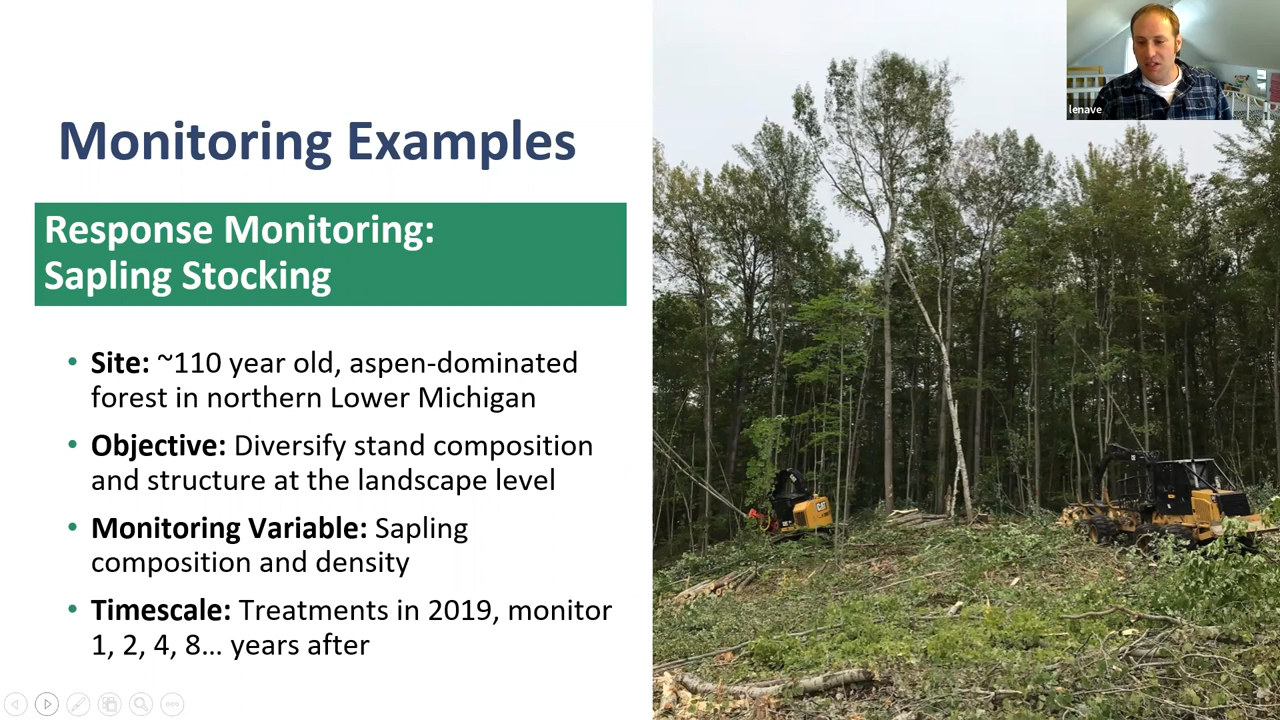 Monitoring Examples
Response Monitoring:
Sapling Stocking
• Site: ~110 year old, aspen-dominated
forest in northern Lower Michigan
• Objective: Diversify stand composition
and structure at the landscape level
• Monitoring Variable: Sapling
composition and density
• Timescale: Treatments in 2019, monitor
1, 2, 4, 8... years after
lenave
CAT